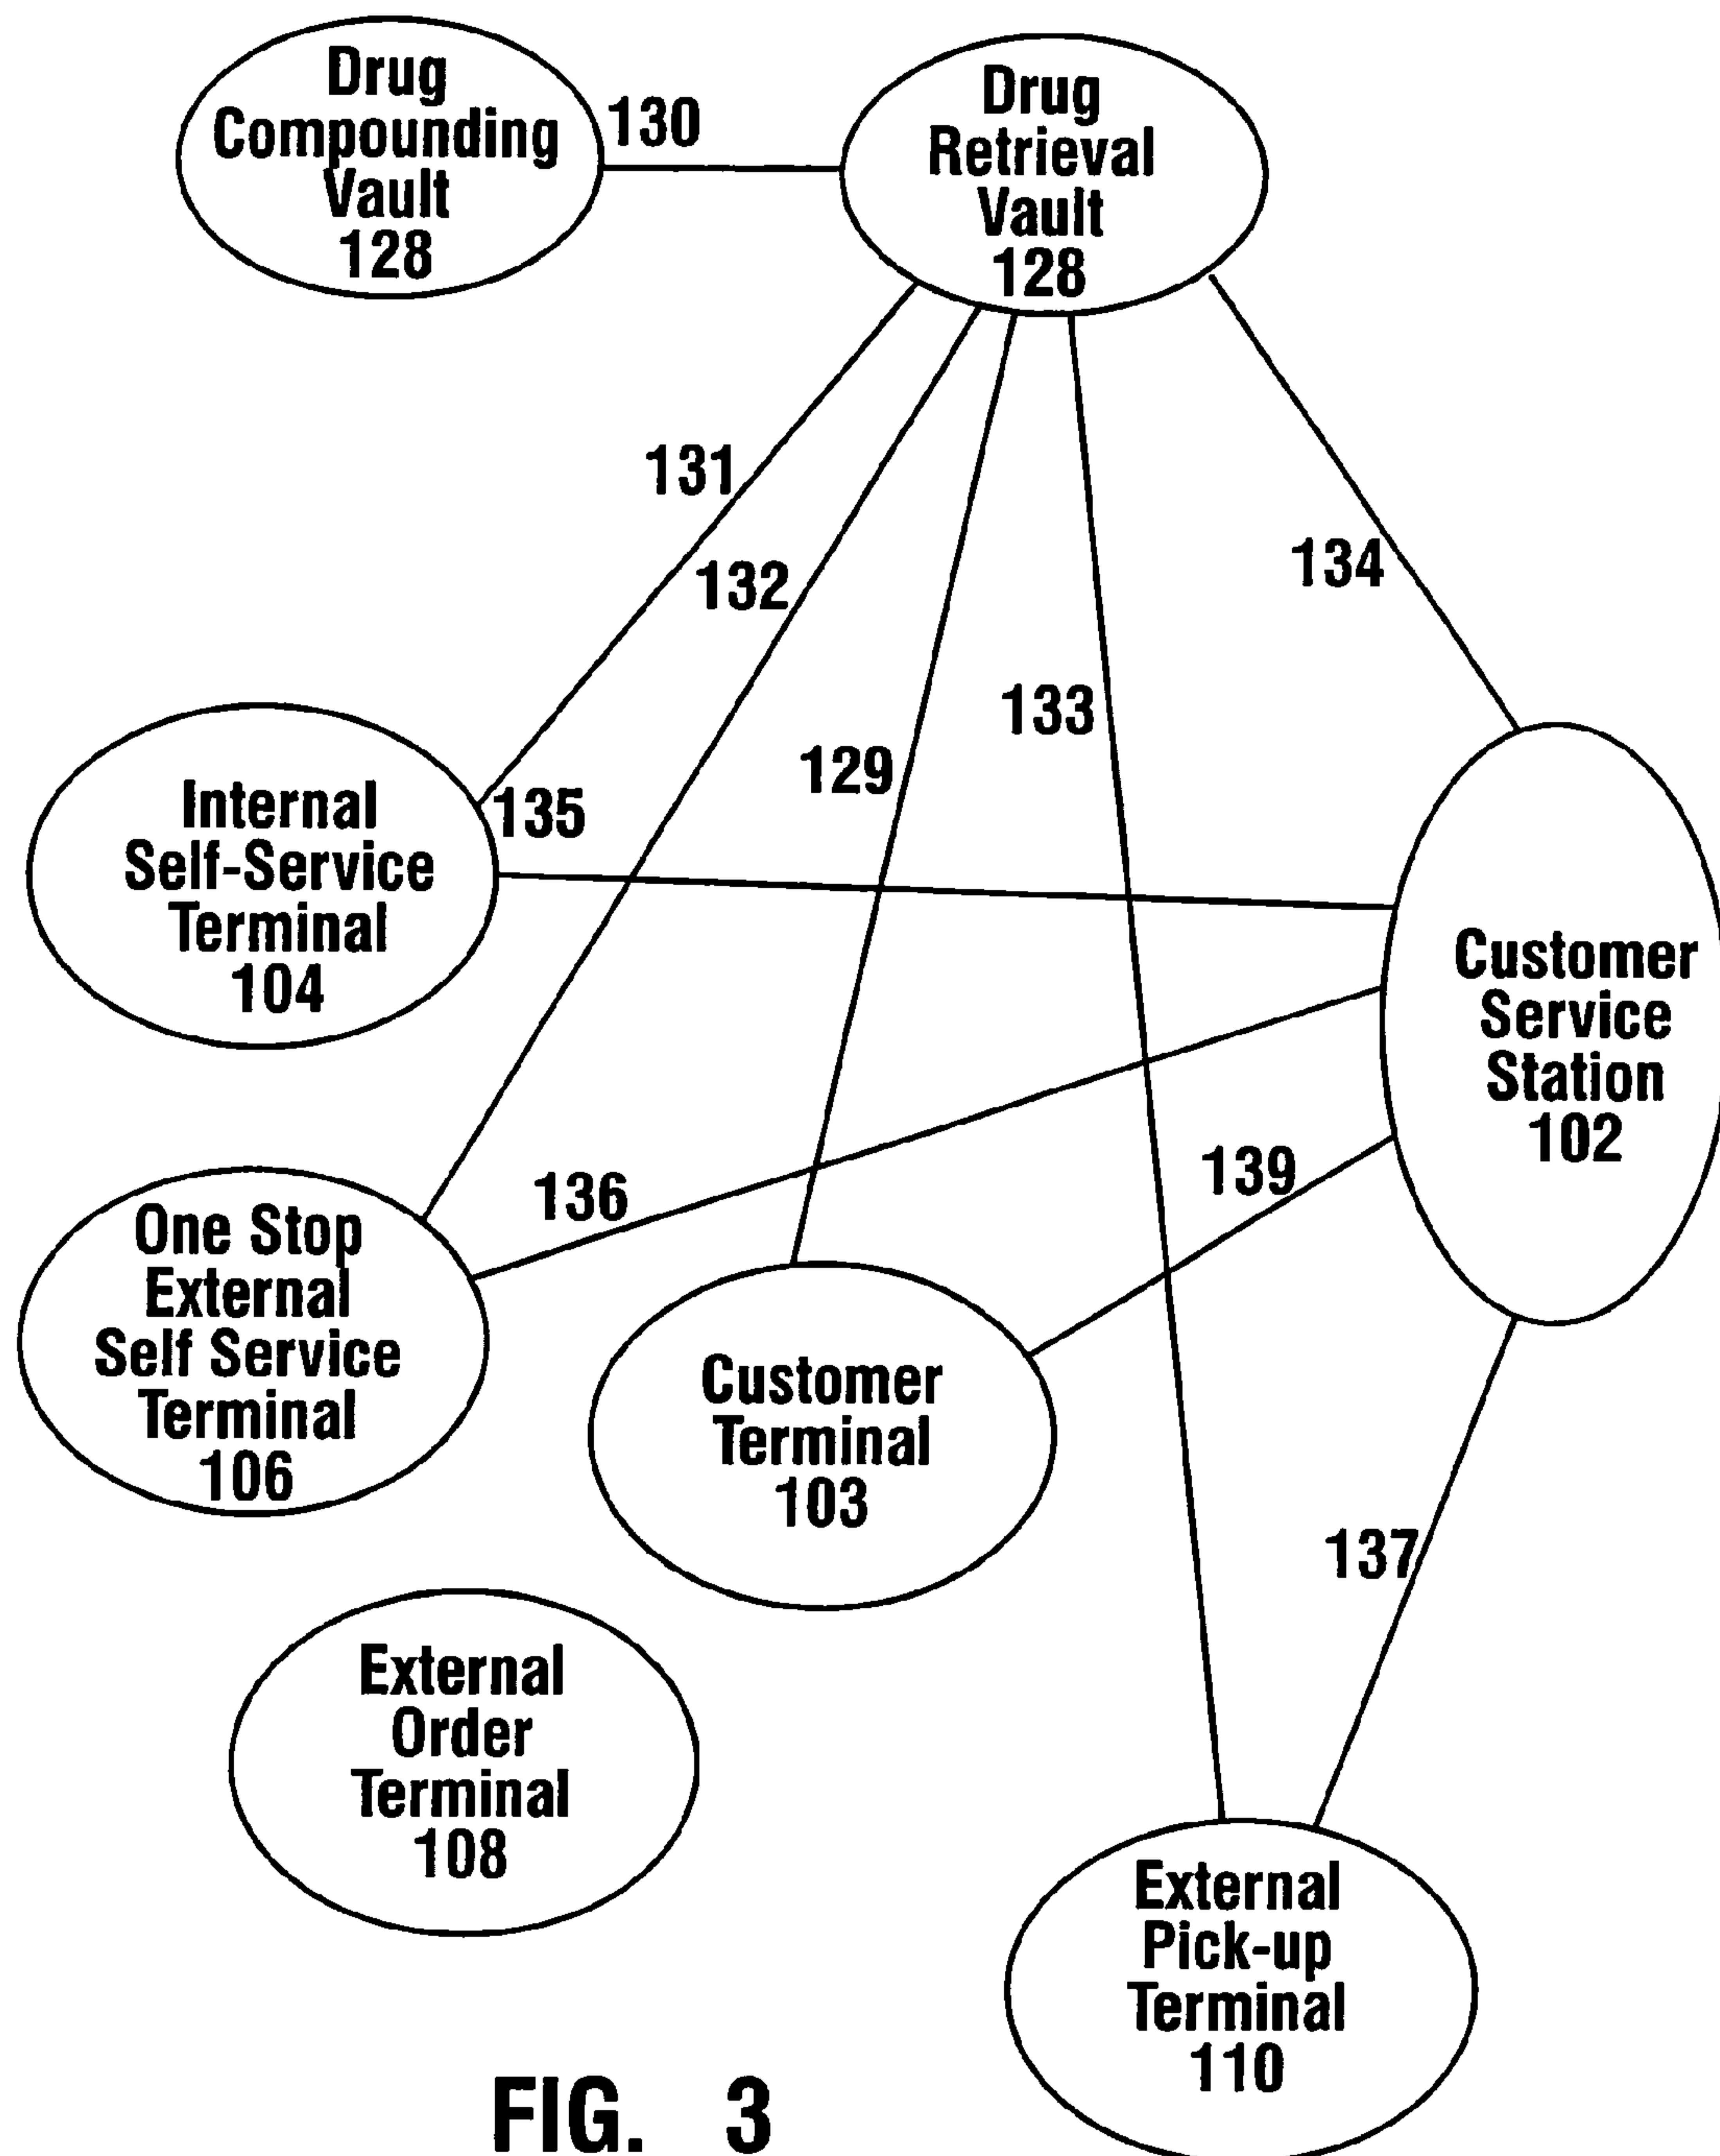 Drug
Compounding
Vault
128
130
Drug
Retrieval
Vault
128
131
132
134
133
129
135
Internal
Self-Service
Terminal
104
Customer
Service
Station
102
139
136
One Stop
External
Self Service
Terminal
106
Customer
Terminal
103
137
External
Order
Terminal
108
External
Pick-up
Terminal
110
FIG. 3